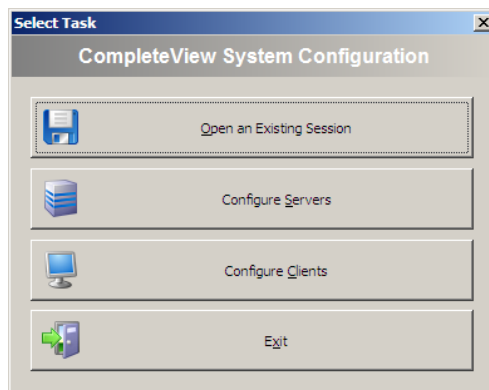 Select Task
CompleteView System Configuration
Open an Existing Session
Configure Servers
Configure Clients
Exit